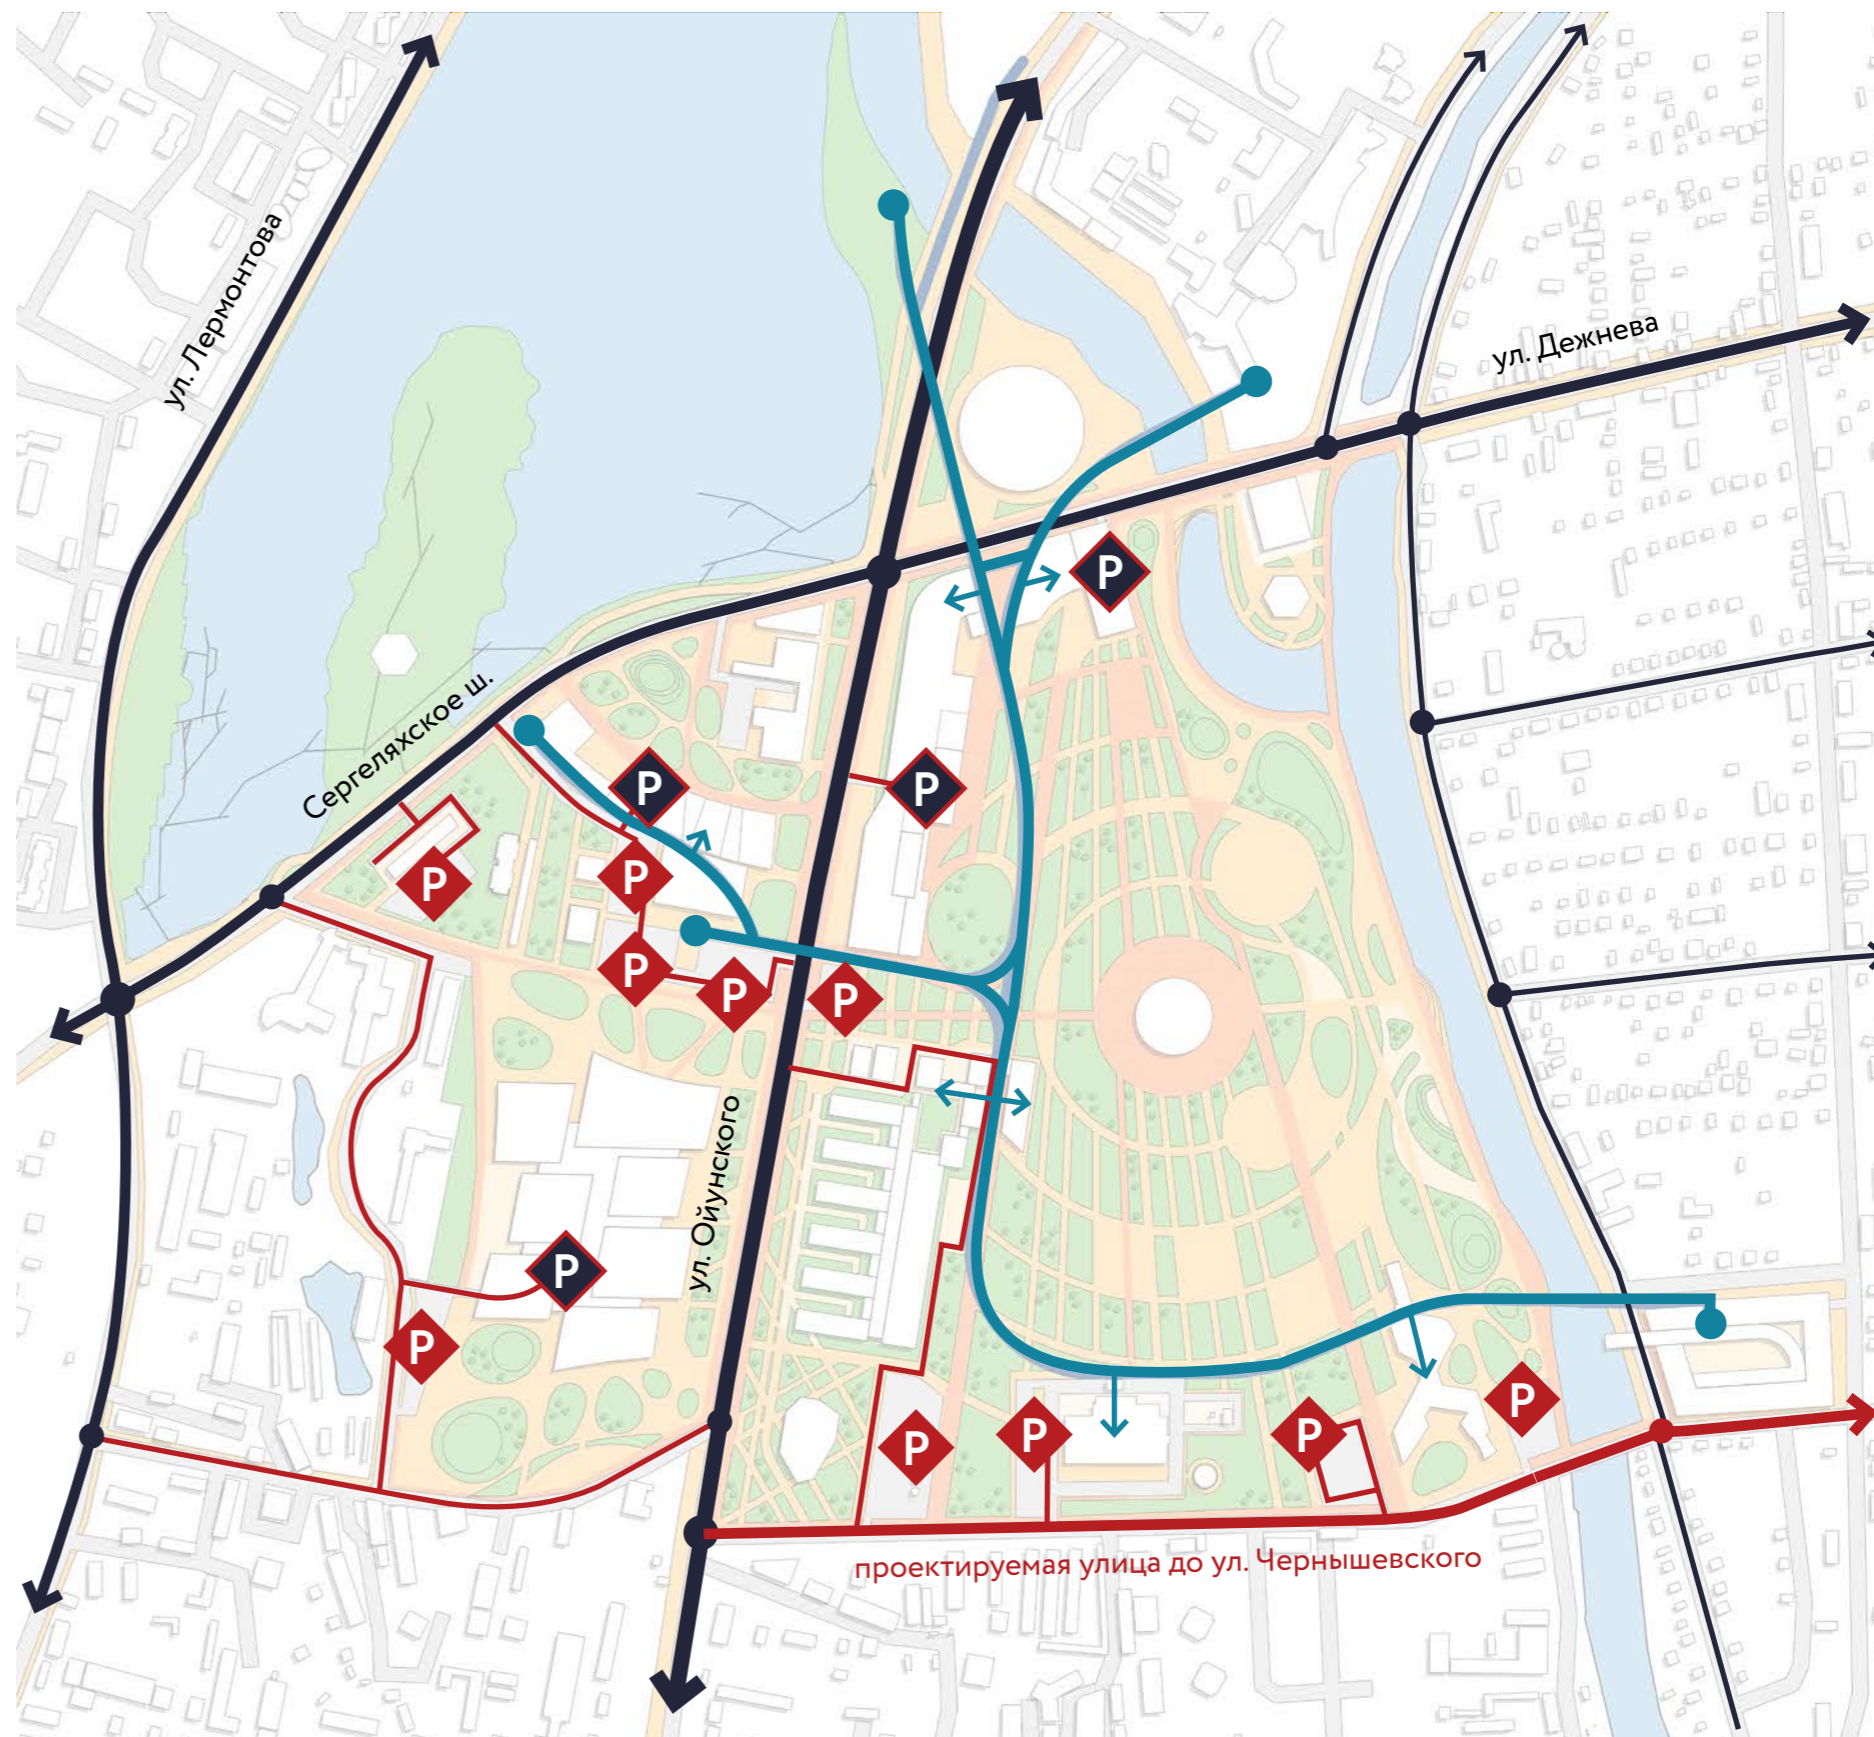 ул. Лермонтова
ул. Дежнева
Сергеляхское ш.
P
P
P
P
P
P
P
P
P
ул. Ойунского
P
P
P
P
P
P
проектируемая улица до ул. Чернышевского